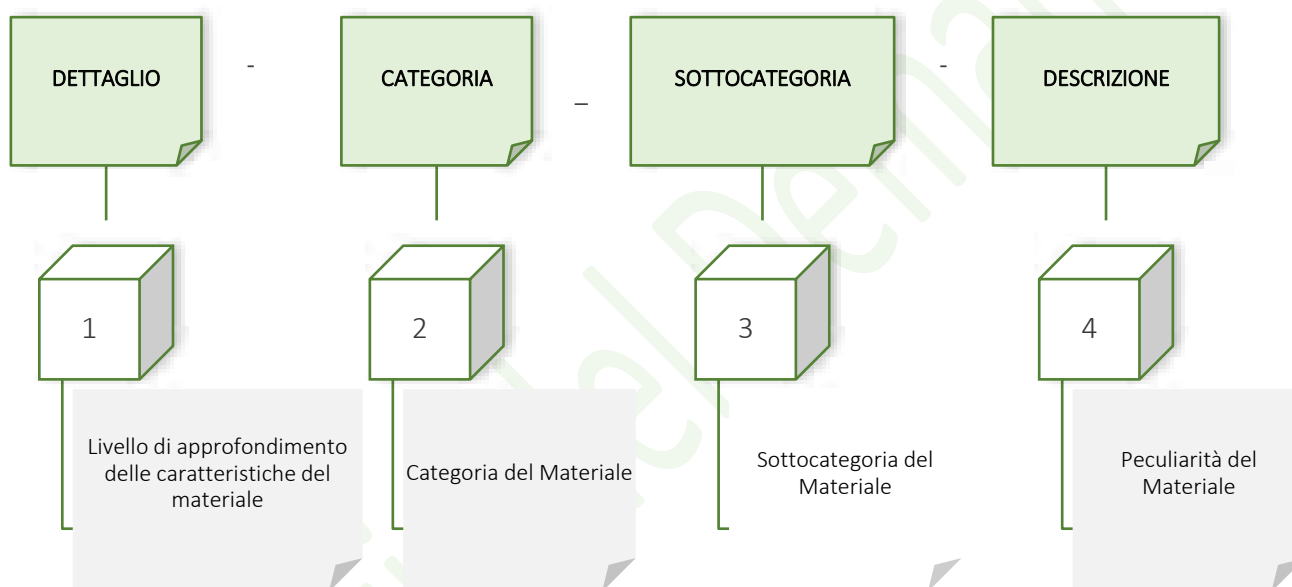 DETTAGLIO - CATEGORIA – SOTTOCATEGORIA - DESCRIZIONE
1 2 3 4
Livello di approfondimento
delle caratteristiche del
materiale
Categoria del Materiale
Sottocategoria del
Materiale
Peculiarità del
Materiale